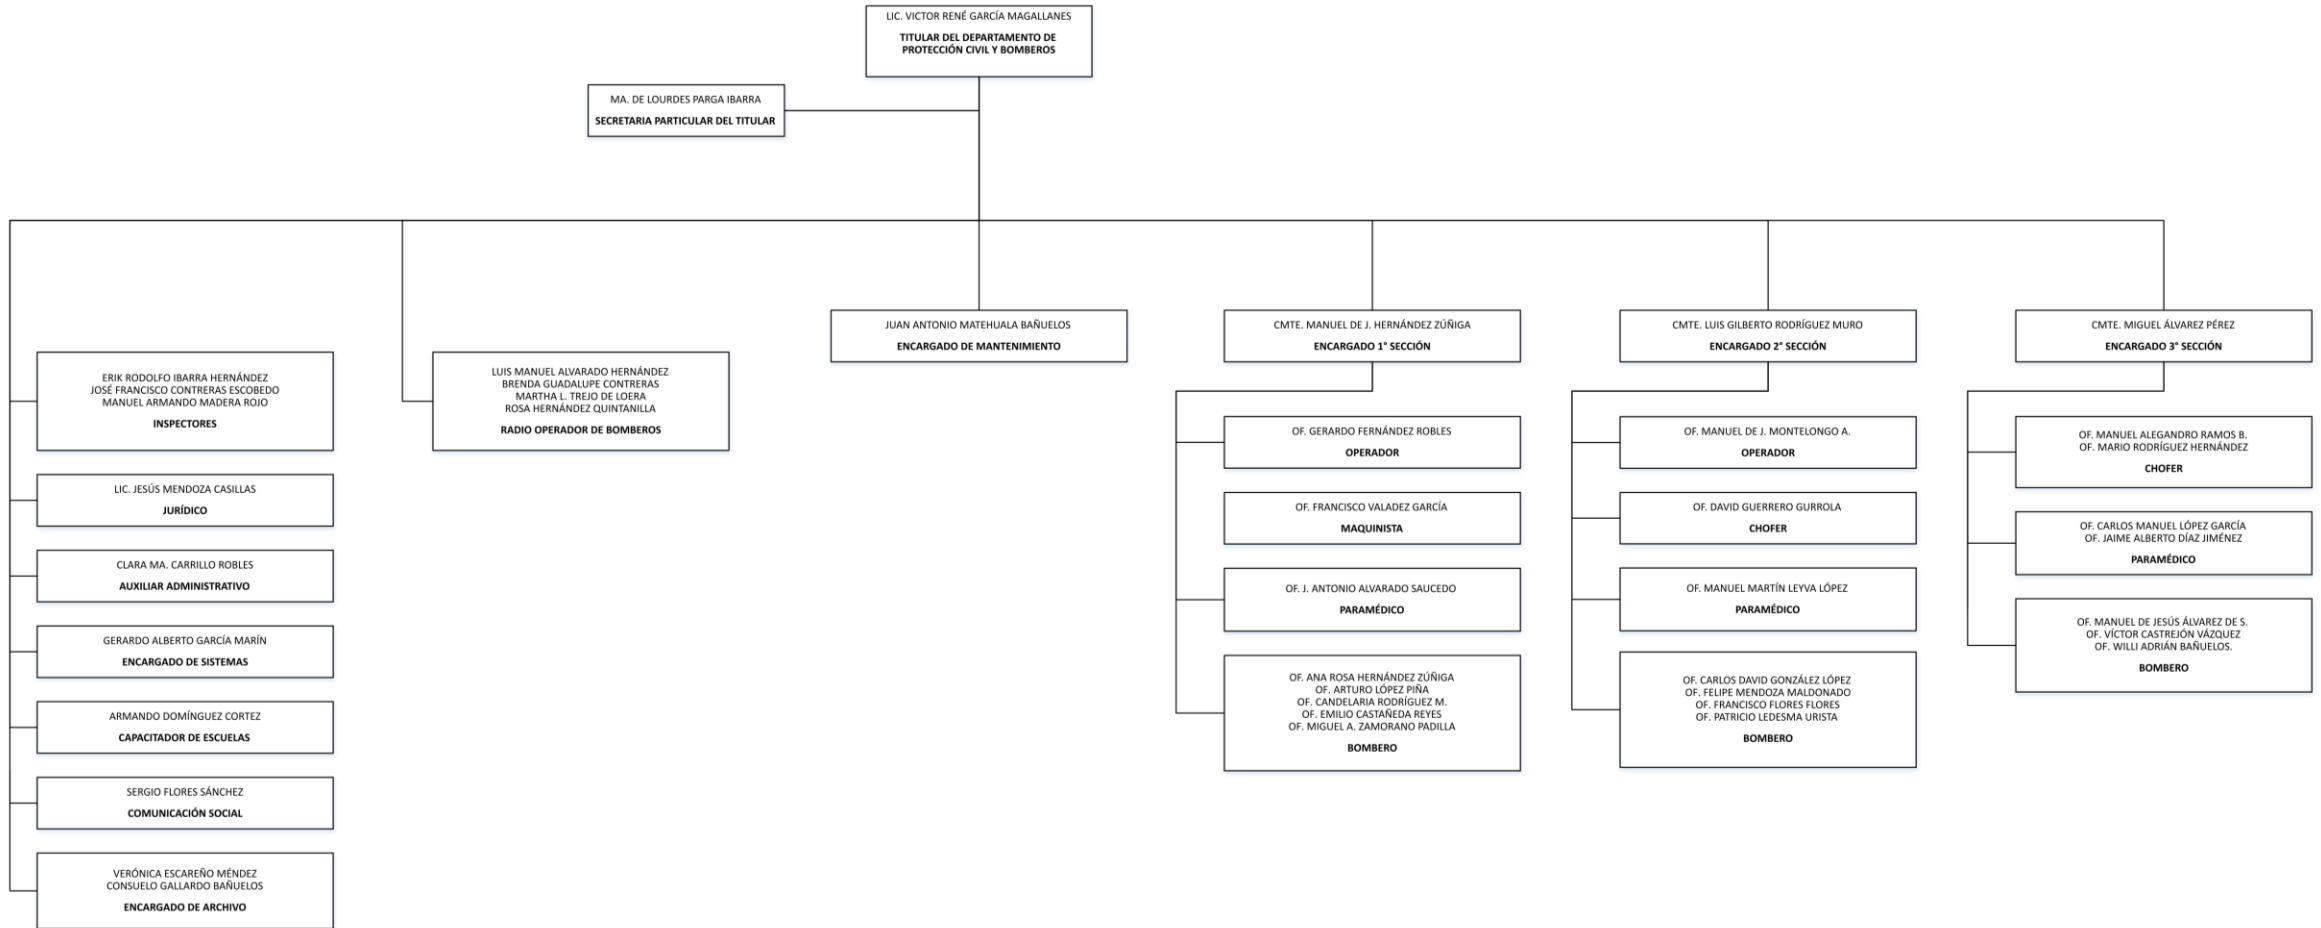 LIC. VICTOR RENÉ GARCÍA MAGALLANES
TITULAR DEL DEPARTAMENTO DE
PROTECCIÓN CIVIL Y BOMBEROS
MA. DE LOURDES PARGA IBARRA
SECRETARIA PARTICULAR DEL TITULAR
ERIK RODOLFO IBARRA HERNÁNDEZ
JOSÉ FRANCISCO CONTRERAS ESCOBEDO
MANUEL ARMANDO MADERA ROJO
INSPECTORES
LIC. JESÚS MENDOZA CASILLAS
JURÍDICO
CLARA MA. CARRILLO ROBLES
AUXILIAR ADMINISTRATIVO
GERARDO ALBERTO GARCÍA MARÍN
ENCARGADO DE SISTEMAS
ARMANDO DOMÍNGUEZ CORTEZ
CAPACITADOR DE ESCUELAS
SERGIO FLORES SÁNCHEZ
COMUNICACIÓN SOCIAL
VERÓNICA ESCAREÑO MÉNDEZ
CONSUELO GALLARDO BAÑUELOS
ENCARGADO DE ARCHIVO
LUIS MANUEL ALVARADO HERNÁNDEZ
BRENDA GUADALUPE CONTRERAS
MARTHA L. TREJO DE LOERA
ROSA HERNÁNDEZ QUINTANILLA
RADIO OPERADOR DE BOMBEROS
JUAN ANTONIO MATEHUALA BAÑUELOS
ENCARGADO DE MANTENIMIENTO
CMTE. MANUEL DE J. HERNÁNDEZ ZÚÑIGA
ENCARGADO 1° SECCIÓN
OF. GERARDO FERNÁNDEZ ROBLES
OPERADOR
OF. FRANCISCO VALADEZ GARCÍA
MAQUINISTA
OF. J. ANTONIO ALVARADO SAUCEDO
PARAMÉDICO
OF. ANA ROSA HERNÁNDEZ ZÚÑIGA
OF. ARTURO LÓPEZ PIÑA
OF. CANDELARIA RODRÍGUEZ M.
OF. EMILIO CASTAÑEDA REYES
OF. MIGUEL A. ZAMORANO PADILLA
BOMBERO
CMTE. LUIS GILBERTO RODRÍGUEZ MURO
ENCARGADO 2° SECCIÓN
OF. MANUEL DE J. MONTELONGO A.
OPERADOR
OF. DAVID GUERRERO GURROLA
CHOFER
OF. MANUEL MARTÍN LEYVA LÓPEZ
PARAMÉDICO
OF. CARLOS DAVID GONZÁLEZ LÓPEZ
OF. FELIPE MENDOZA MALDONADO
OF. FRANCISCO FLORES FLORES
OF. PATRICIO LEDESMA URISTA
BOMBERO
CMTE. MIGUEL ÁLVAREZ PÉREZ
ENCARGADO 3° SECCIÓN
OF. MANUEL ALEGANDRO RAMOS B.
OF. MARIO RODRÍGUEZ HERNÁNDEZ
CHOFER
OF. CARLOS MANUEL LÓPEZ GARCÍA
OF. JAIME ALBERTO DÍAZ JIMÉNEZ
PARAMÉDICO
OF. MANUEL DE JESÚS ÁLVAREZ DE S.
OF. VÍCTOR CASTREJÓN VÁZQUEZ
OF. WILLI ADRIÁN BAÑUELOS.
BOMBERO